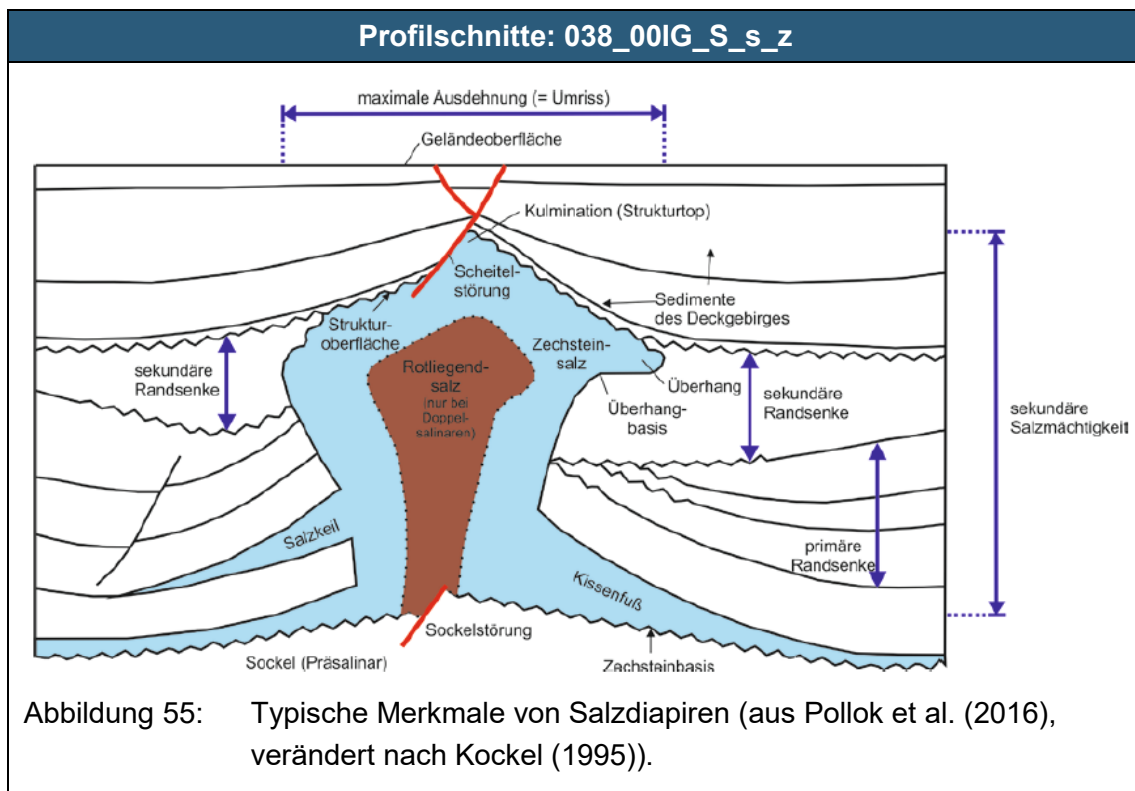 Profilschnitte: 038_00IG_S_s_z
maximale Ausdehnung (= Umriss)
Geländeoberfläche
Kulmination (Strukturtop)
Scheitel-
störung
Sedimente
des Deckgebirges
Struktur-
oberfläche
Zechstein-
salz
Überhang
sekundäre
Randsenke
Rotliegend-
salz
(nur bei
Doppel-
salinaren)
Überhang-
basis
sekundäre
Randsenke
sekundäre
Salzmächtigkeit
Salzkeil
primäre
Randsenke
Kissenfuß
Sockelstörung
Sockel (Präsalinar)
Zechsteinbasis
Abbildung 55: Typische Merkmale von Salzdiapiren (aus Pollok et al. (2016),
verändert nach Kockel (1995)).